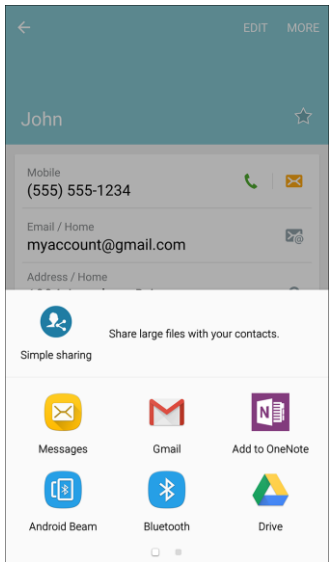 EDIT MORE
John
Mobile
(555) 555-1234
Email / Home
myaccount@gmail.com
Address / Home
Share large files with your contacts.
Simple sharing
Messages Gmail Add to OneNote
Android Beam Bluetooth Drive